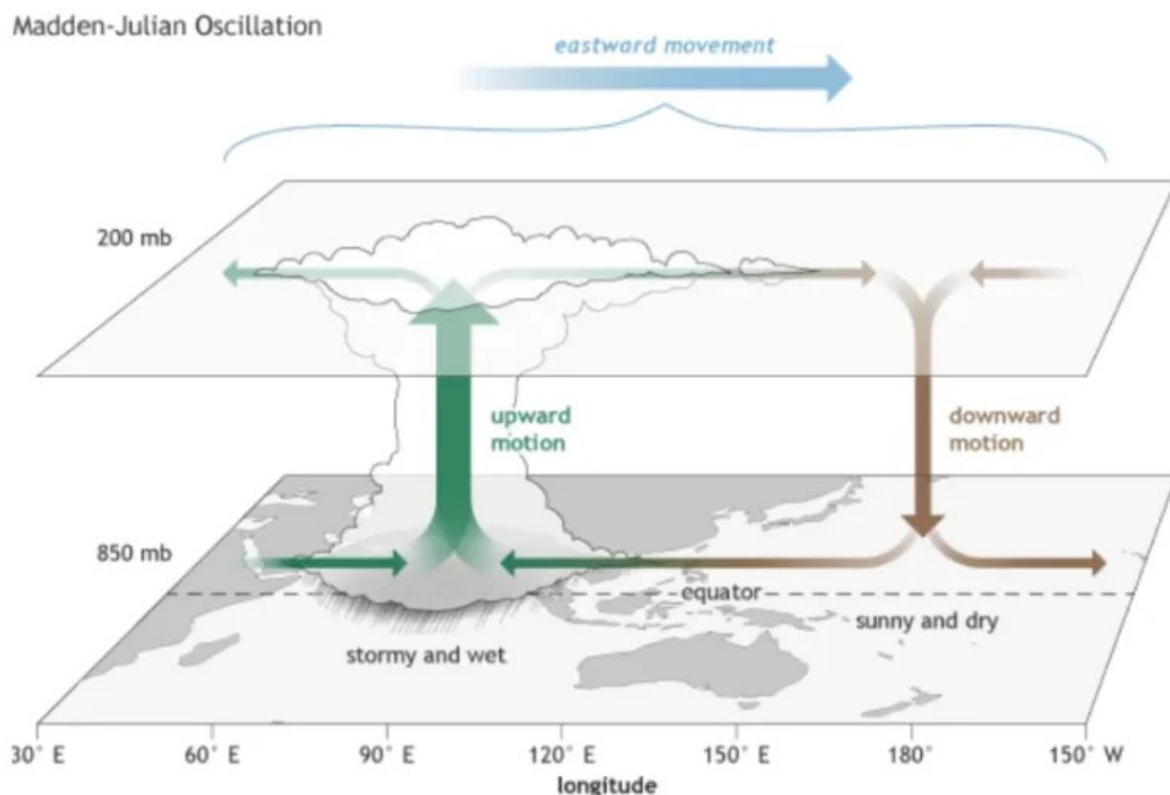 Madden-Julian Oscillation
eastward movement
200 mb
upward
motion
downward
motion
850 mb
equator
sunny and dry
stormy and wet
30° E
60° E
90° E
120° E
150° E
180°
150° W
longitude